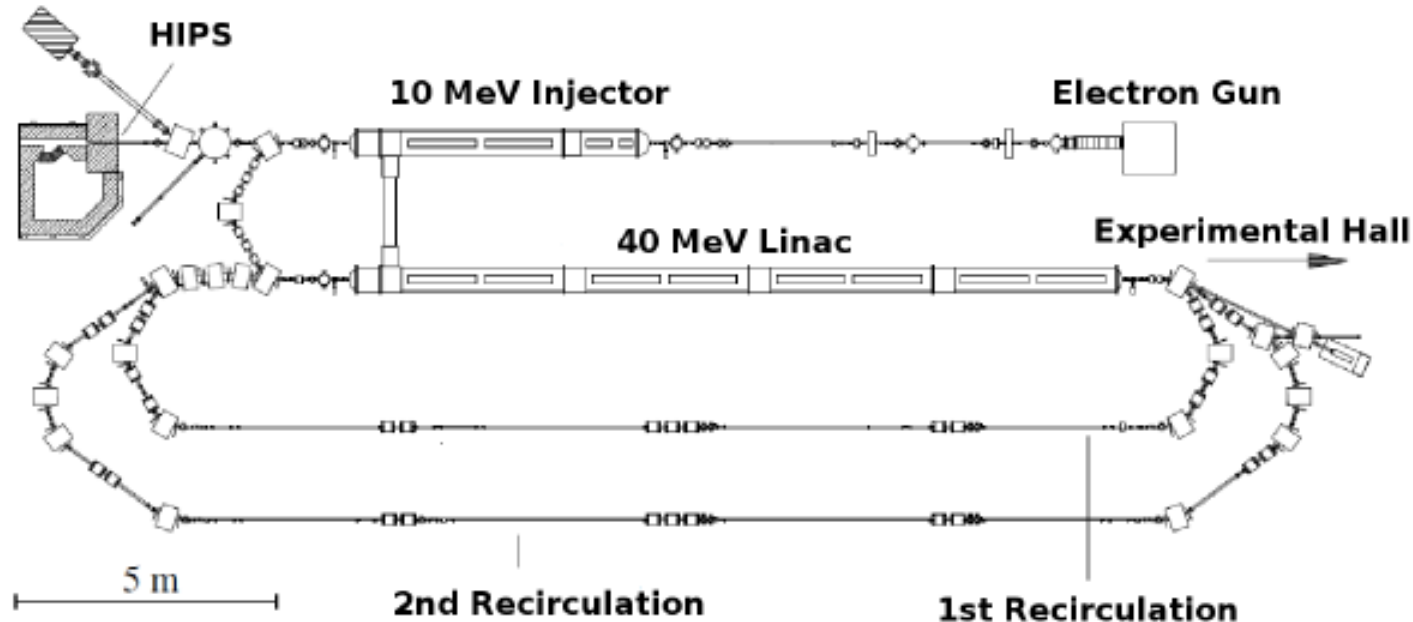 HIPS
10 MeV Injector
Electron Gun
40 MeV Linac
Experimental Hall
5 m
2nd Recirculation
1st Recirculation